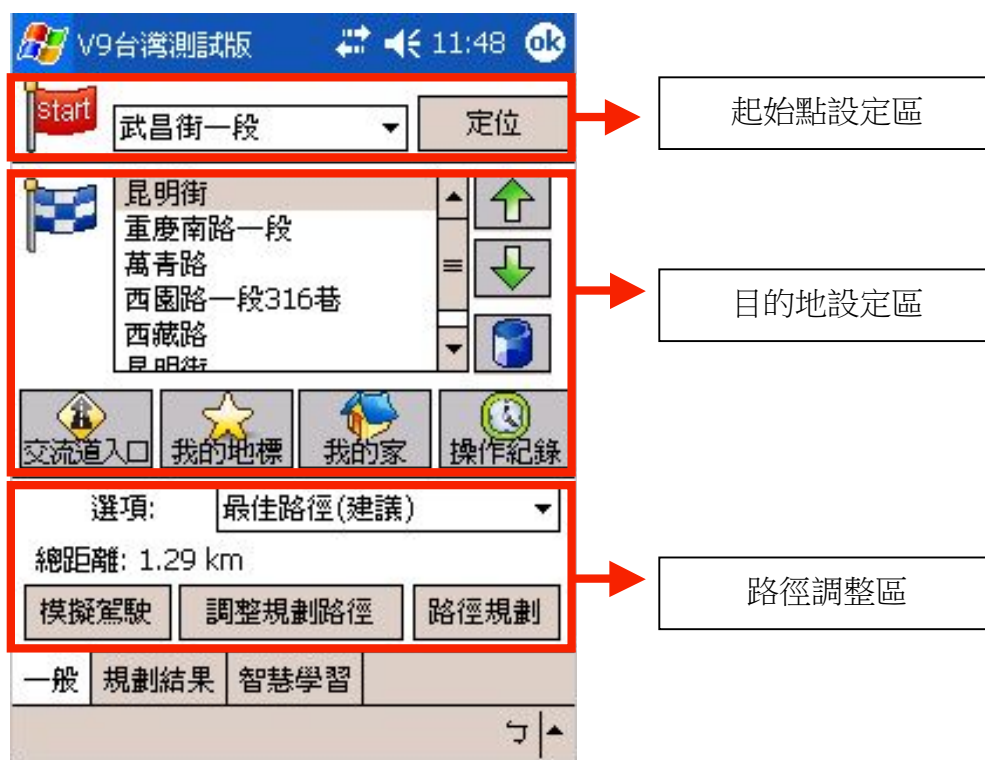 V9台灣測試版 11:48 ok
start
武昌街一段
定位
起始點設定區
昆明街
重慶南路一段
萬青路
西園路一段316巷
西藏路
昆明街
目的地設定區
交流道入口 我的地標 我的家 操作紀錄
選項: 最佳路徑(建議)
總距離: 1.29 km
模擬駕駛 調整規劃路徑 路徑規劃
路徑調整區
一般 規劃結果 智慧學習
ㄅ